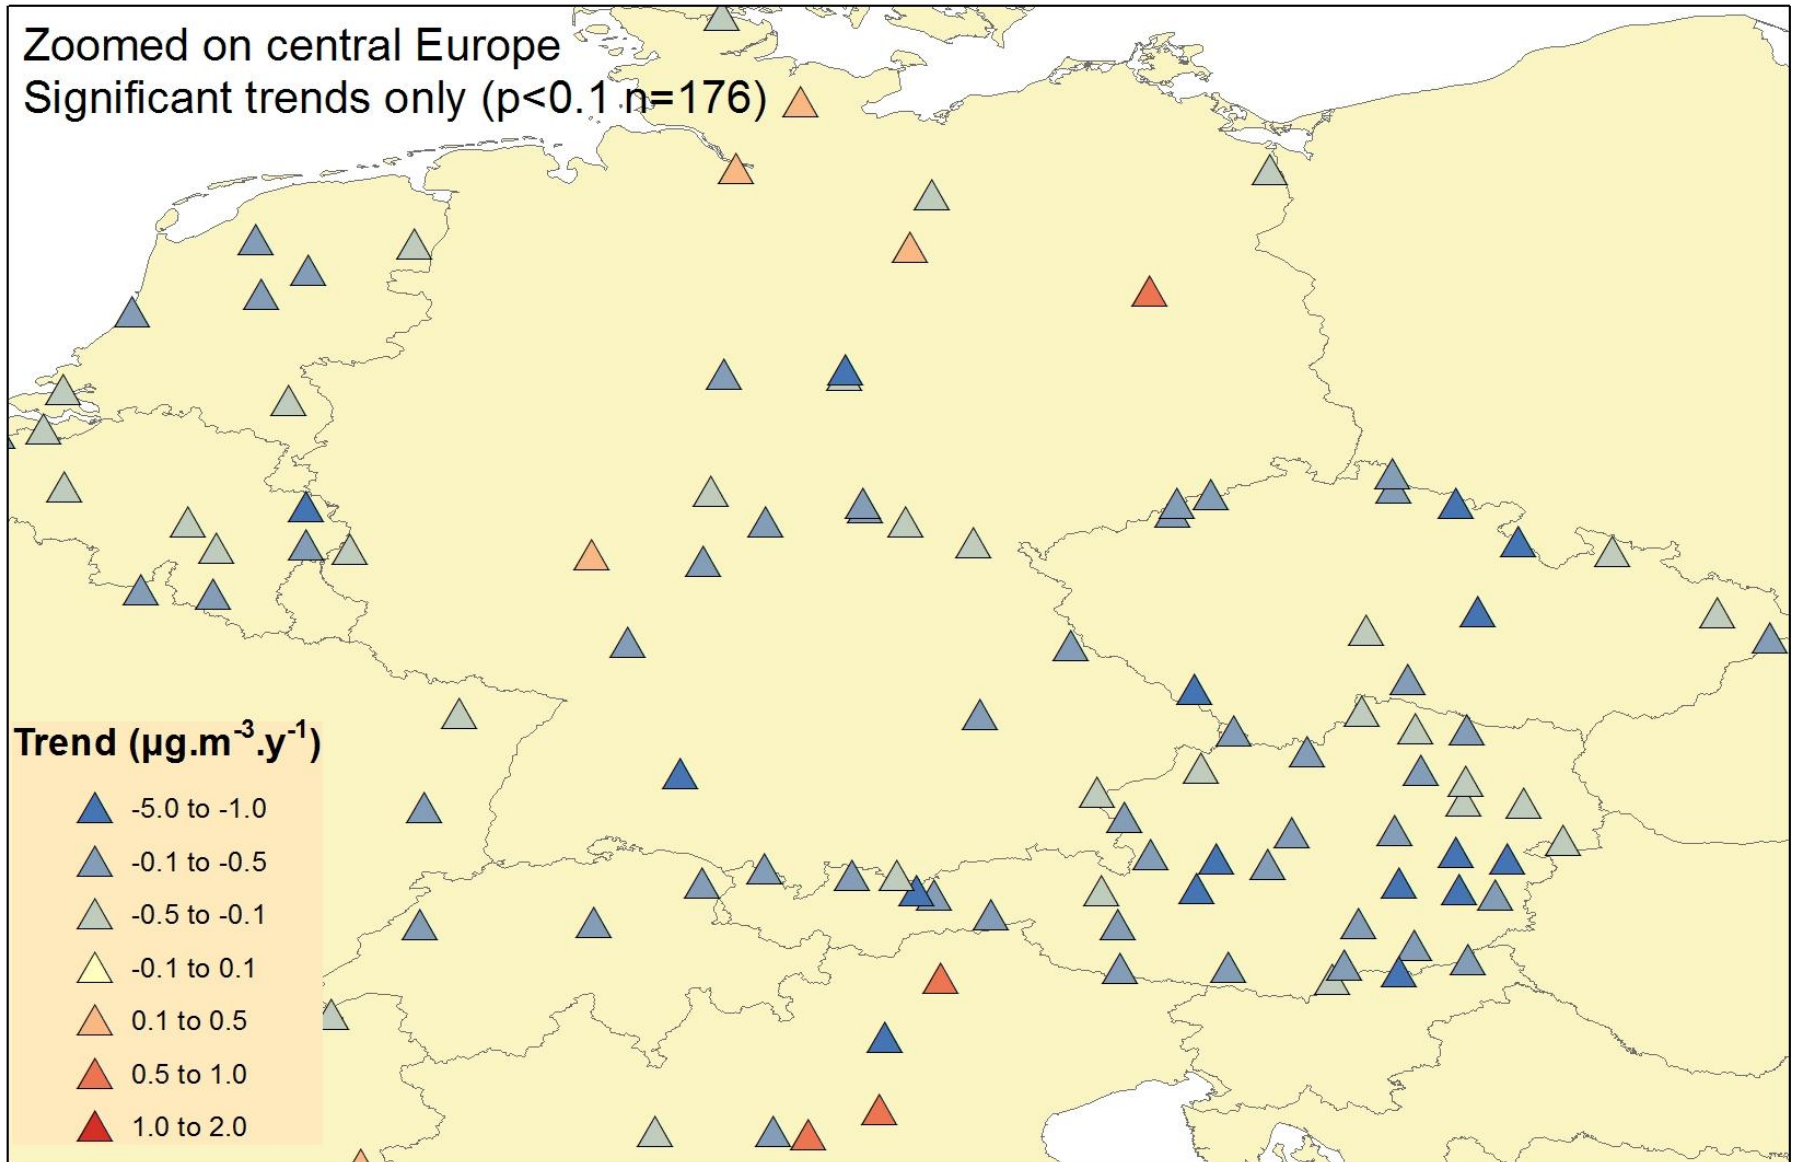 Zoomed on central Europe
Significant trends only (p<0.1 n=176)
Trend (µg.m⁻³.y⁻¹)
-5.0 to -1.0
-0.1 to -0.5
-0.5 to -0.1
-0.1 to 0.1
0.1 to 0.5
0.5 to 1.0
1.0 to 2.0